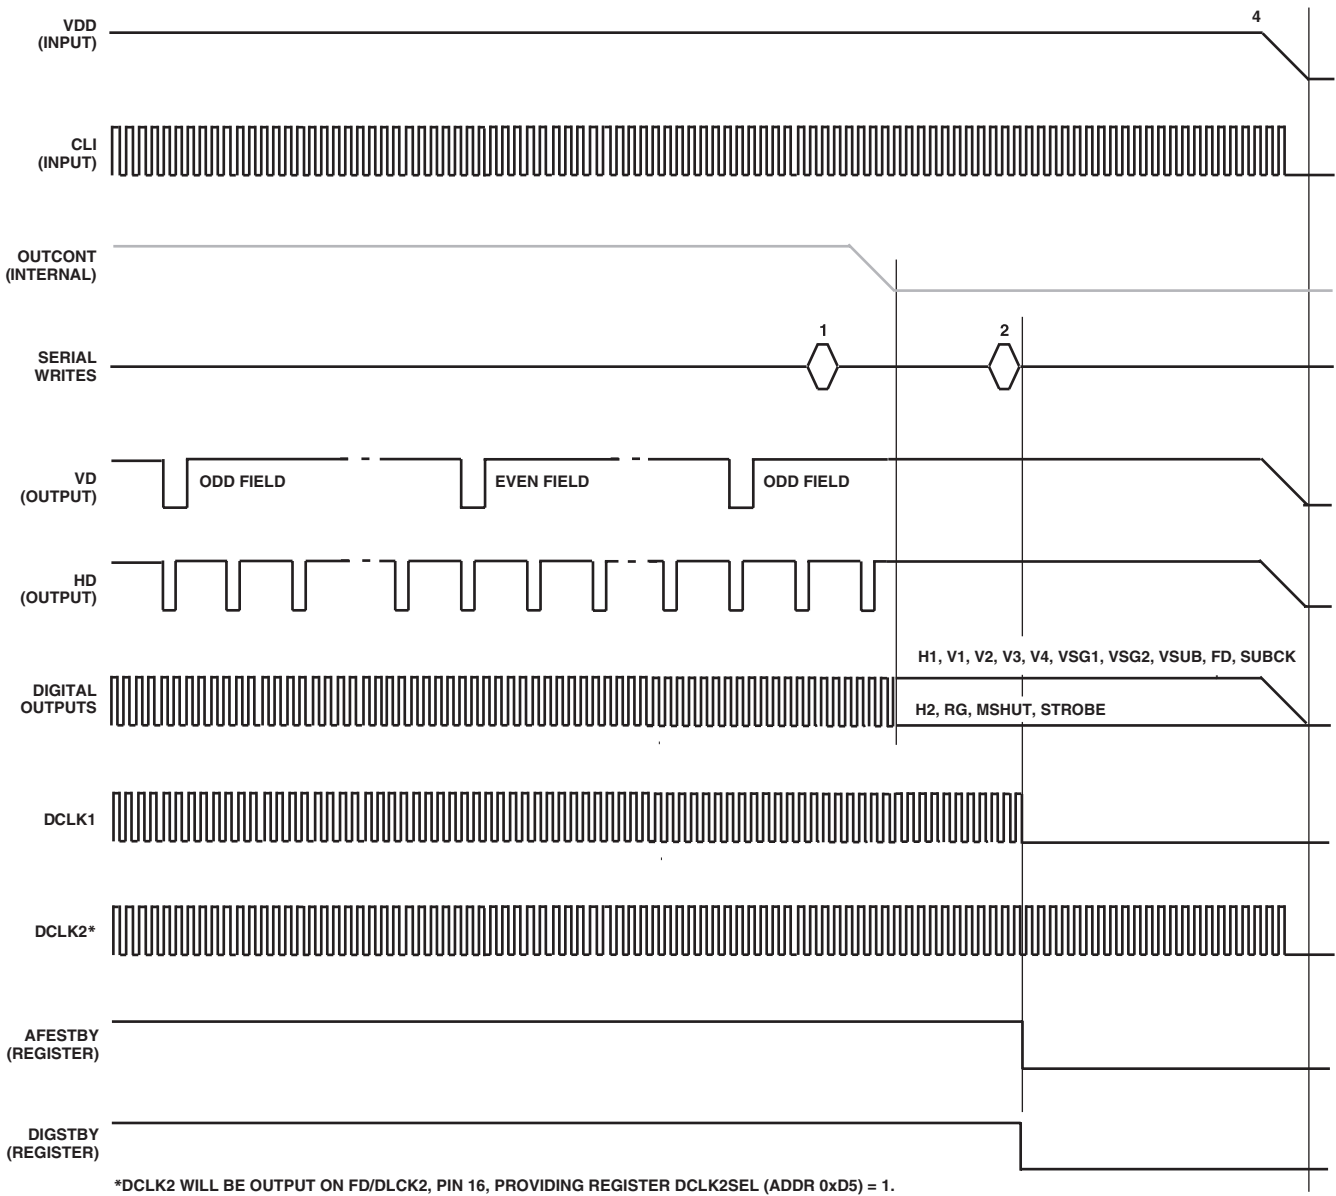 4
VDD
(INPUT)
CLI
(INPUT)
OUTCONT
(INTERNAL)
1
2
SERIAL
WRITES
VD
(OUTPUT)
ODD FIELD
EVEN FIELD
ODD FIELD
HD
(OUTPUT)
H1, V1, V2, V3, V4, VSG1, VSG2, VSUB, FD, SUBCK
DIGITAL
OUTPUTS
H2, RG, MSHUT, STROBE
DCLK1
DCLK2*
AFESTBY
(REGISTER)
DIGSTBY
(REGISTER)
*DCLK2 WILL BE OUTPUT ON FD/DLCK2, PIN 16, PROVIDING REGISTER DCLK2SEL (ADDR 0xD5) = 1.